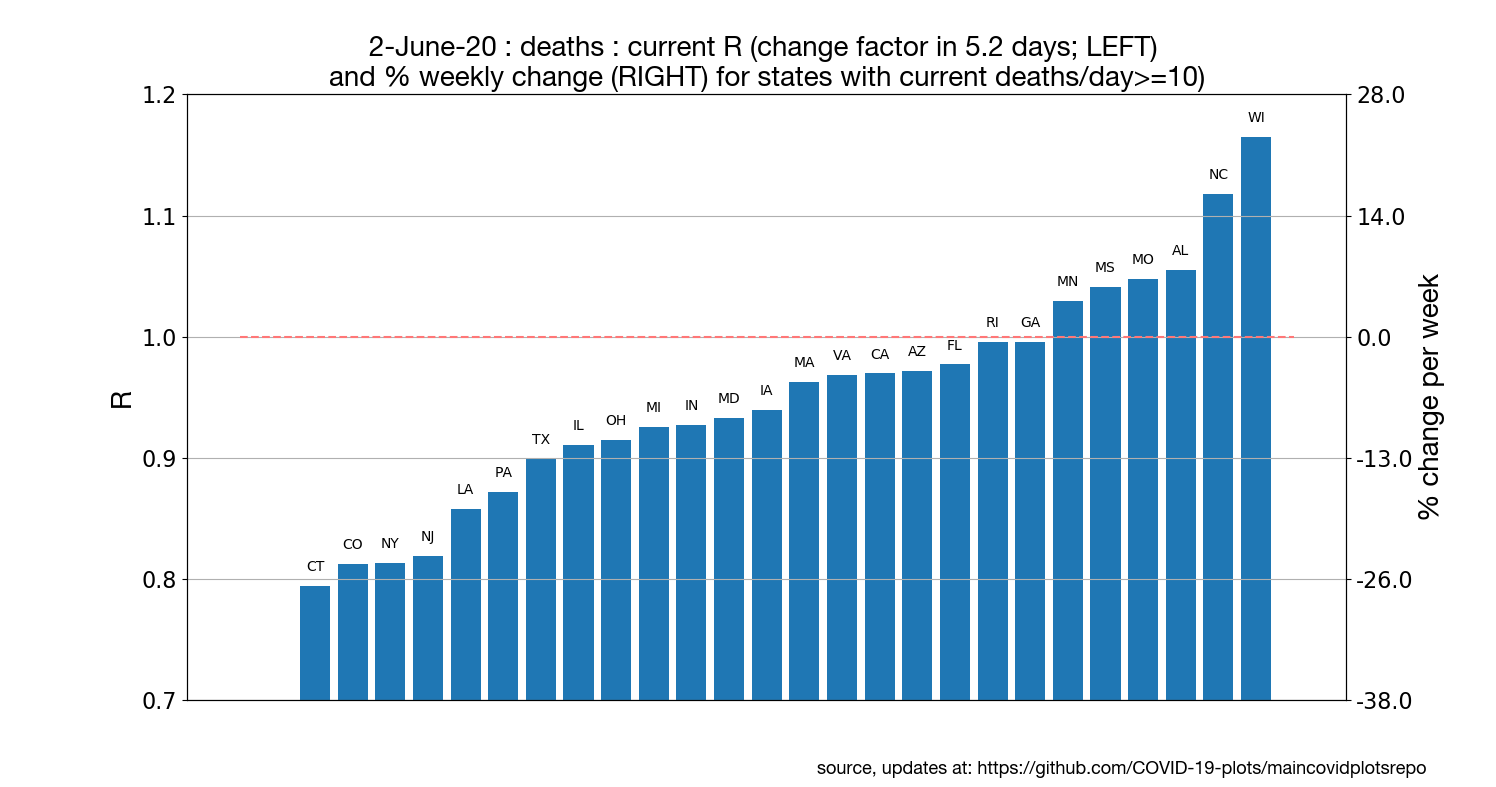 2-June-20 : deaths : current R (change factor in 5.2 days; LEFT)
and % weekly change (RIGHT) for states with current deaths/day>=10)
1.2
1.1
1.0
0.9
0.8
0.7
R
CT
CO
NY
NJ
LA
PA
TX
IL
OH
MI
IN
MD
IA
MA
VA
CA
AZ
FL
RI
GA
MN
MS
MO
AL
NC
WI
28.0
14.0
0.0
-13.0
-26.0
-38.0
% change per week
source, updates at: https://github.com/COVID-19-plots/maincovidplotsrepo